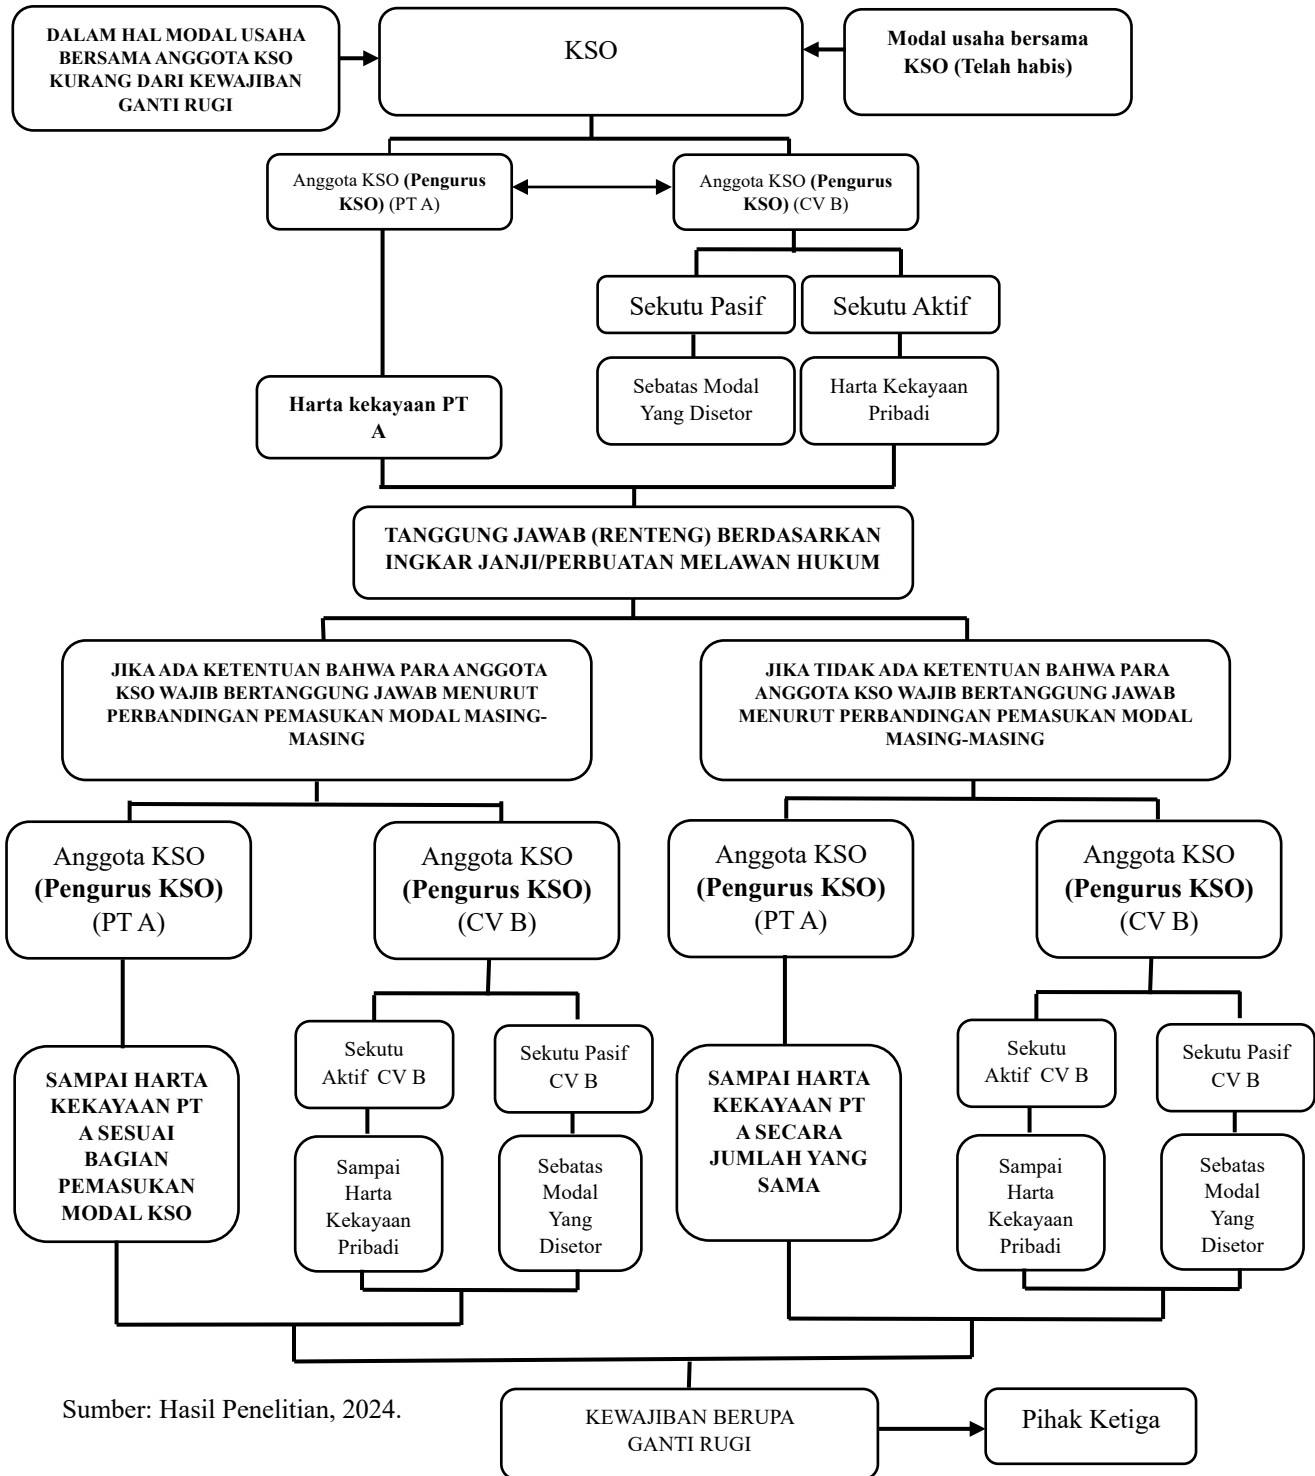 DALAM HAL MODAL USAHA
BERSAMA ANGGOTA KSO
KURANG DARI KEWAJIBAN
GANTI RUGI
KSO
Modal usaha bersama
KSO (Telah habis)
Anggota KSO (Pengurus
KSO) (PT A)
Anggota KSO (Pengurus
KSO) (CV B)
Sekutu Pasif
Sekutu Aktif
Harta kekayaan PT
A
Sebatas Modal
Yang Disetor
Harta Kekayaan
Pribadi
TANGGUNG JAWAB (RENTENG) BERDASARKAN
INGKAR JANJI/PERBUATAN MELAWAN HUKUM
JIKA ADA KETENTUAN BAHWA PARA ANGGOTA
KSO WAJIB BERTANGGUNG JAWAB MENURUT
PERBANDINGAN PEMASUKAN MODAL MASING-
MASING
JIKA TIDAK ADA KETENTUAN BAHWA PARA
ANGGOTA KSO WAJIB BERTANGGUNG JAWAB
MENURUT PERBANDINGAN PEMASUKAN MODAL
MASING-MASING
Anggota KSO
(Pengurus KSO)
(PT A)
Anggota KSO
(Pengurus KSO)
(CV B)
Anggota KSO
(Pengurus KSO)
(PT A)
Anggota KSO
(Pengurus KSO)
(CV B)
SAMPAI HARTA
KEKAYAAN PT
A SESUAI
BAGIAN
PEMASUKAN
MODAL KSO
Sekutu
Aktif CV B
Sekutu Pasif
CV B
Sampai
Harta
Kekayaan
Pribadi
Sebatas
Modal
Yang
Disetor
SAMPAI HARTA
KEKAYAAN PT
A SECARA
JUMLAH YANG
SAMA
Sekutu
Aktif CV B
Sekutu Pasif
CV B
Sampai
Harta
Kekayaan
Pribadi
Sebatas
Modal
Yang
Disetor
Sumber: Hasil Penelitian, 2024.
KEWAJIBAN BERUPA
GANTI RUGI
Pihak Ketiga